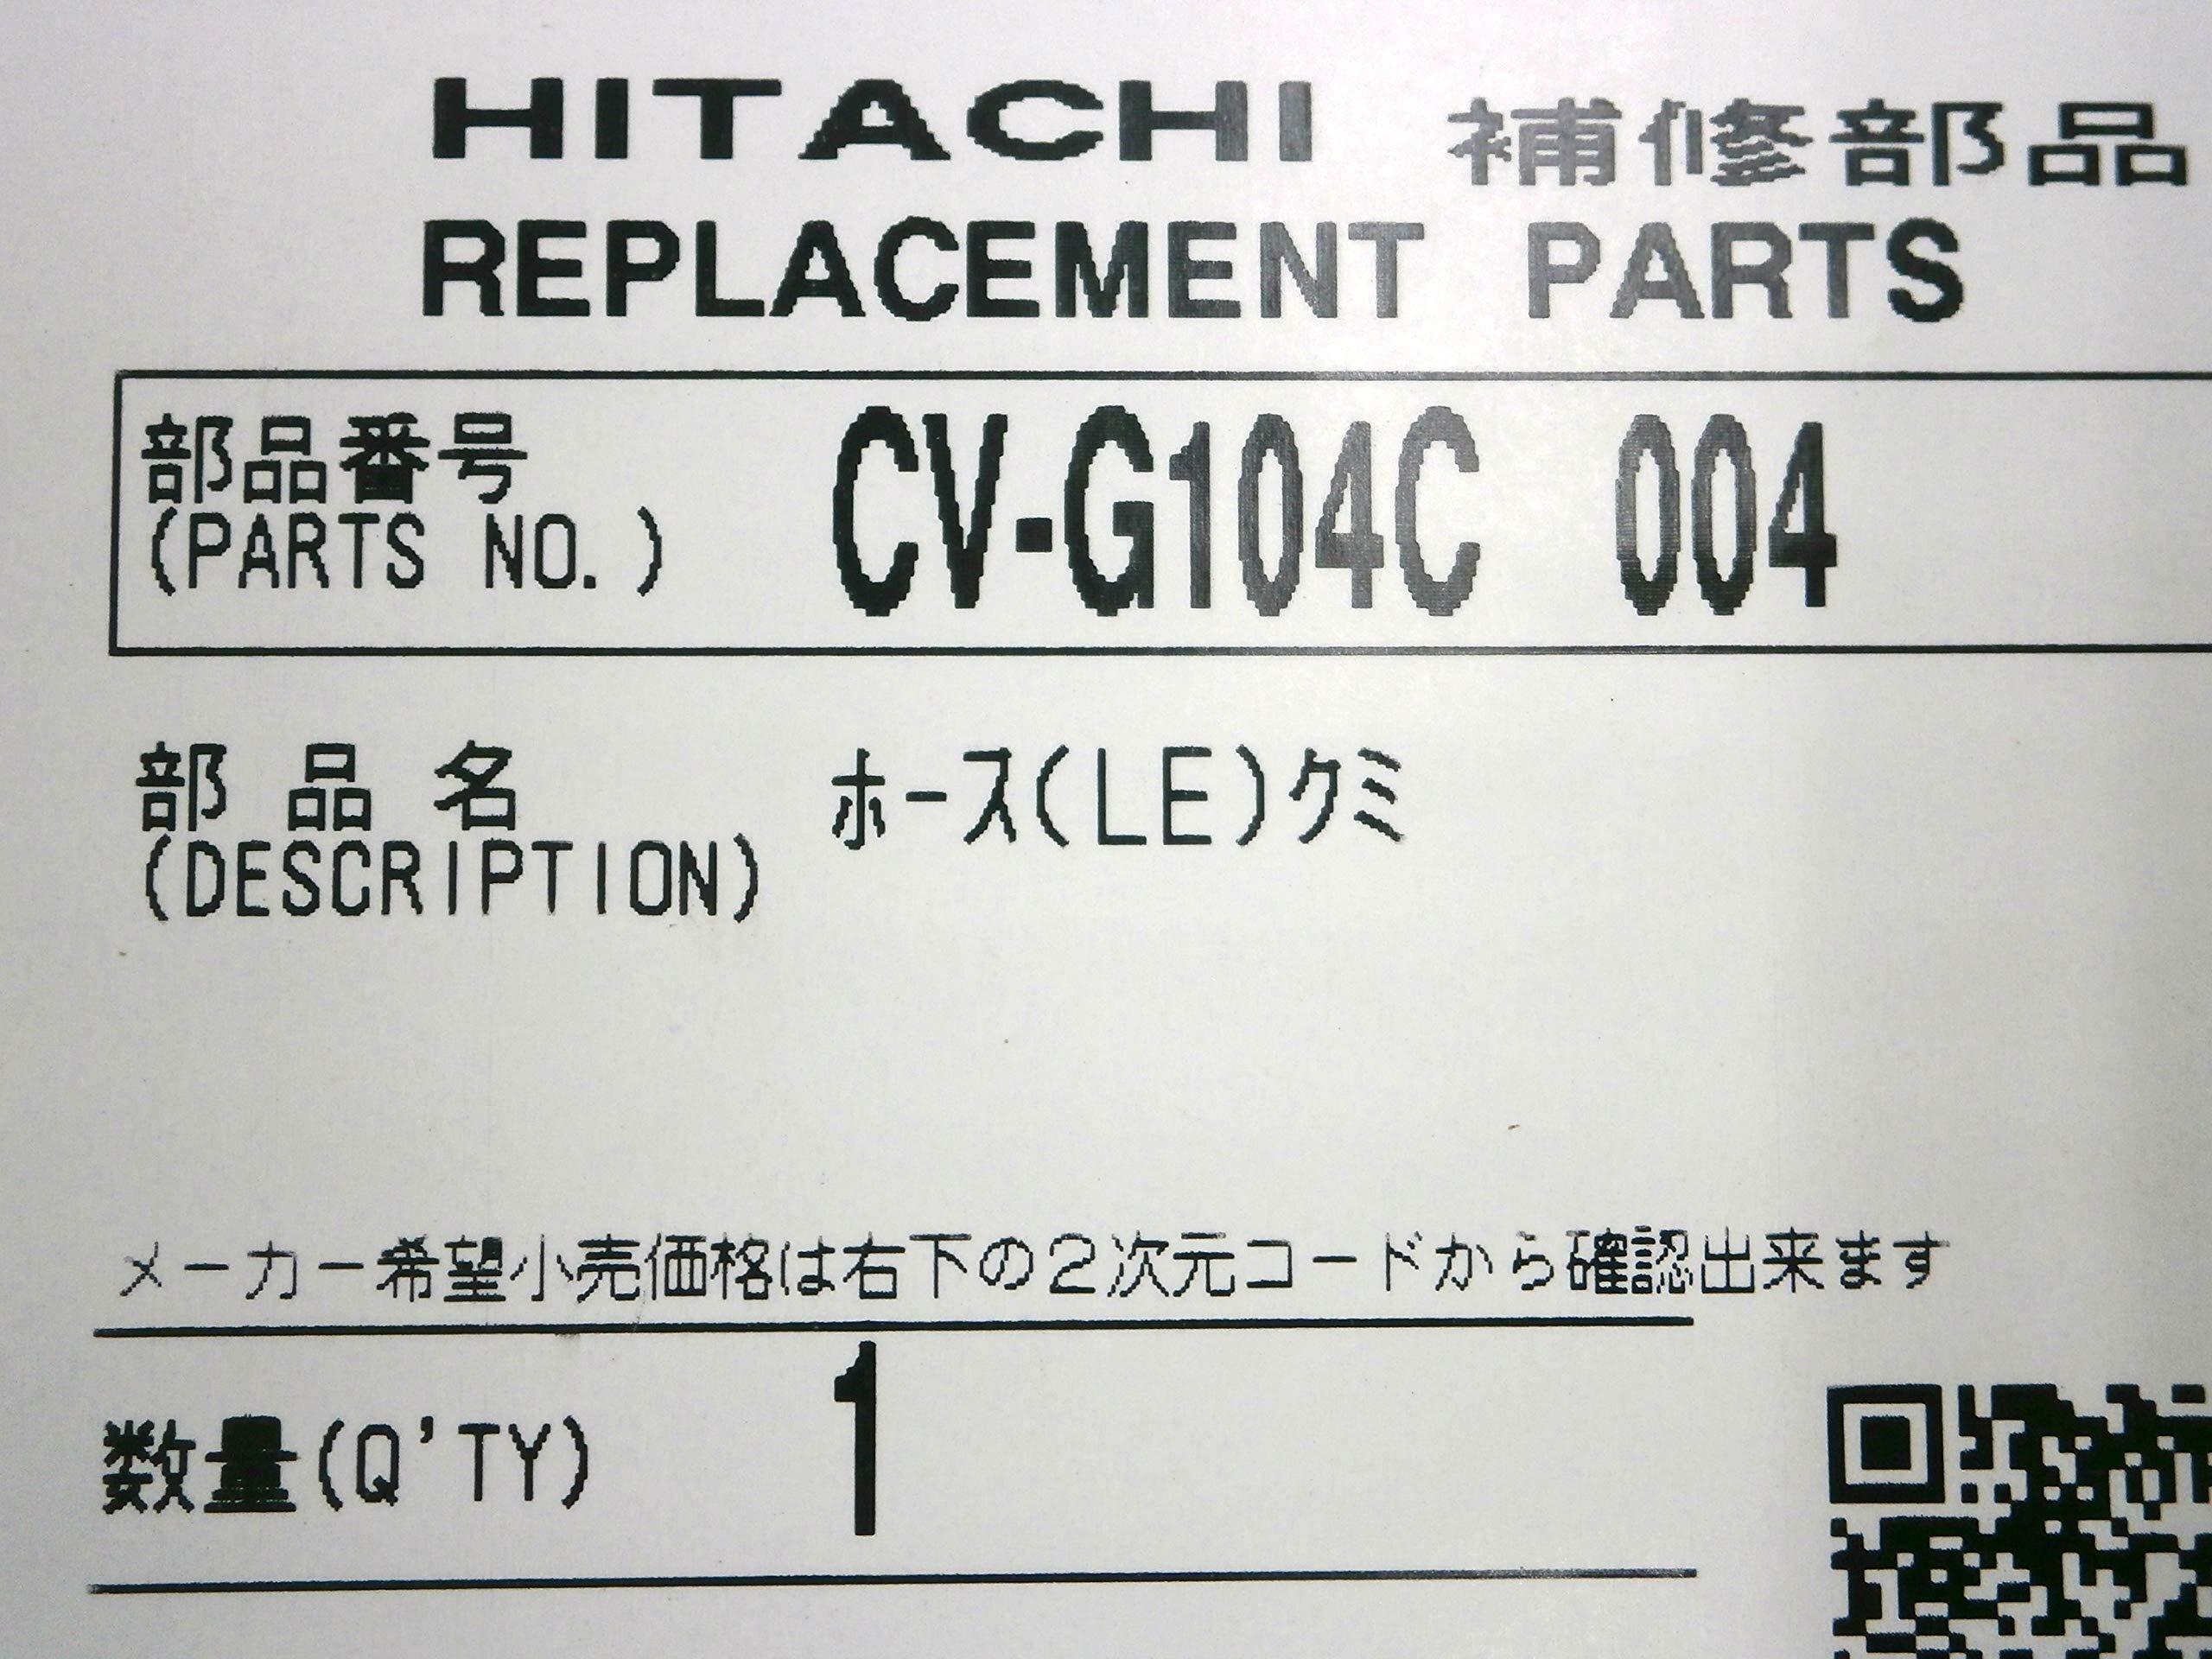 HITACHI 補修部品
REPLACEMENT PARTS
部品番号 CV-G104C 004
(PARTS NO.)
部品名 ﾎｰｽ(LE)ｸﾐ
(DESCRIPTION)
メーカー希望小売価格は右下の２次元コードから確認出来ます
数量(Q'TY) 1